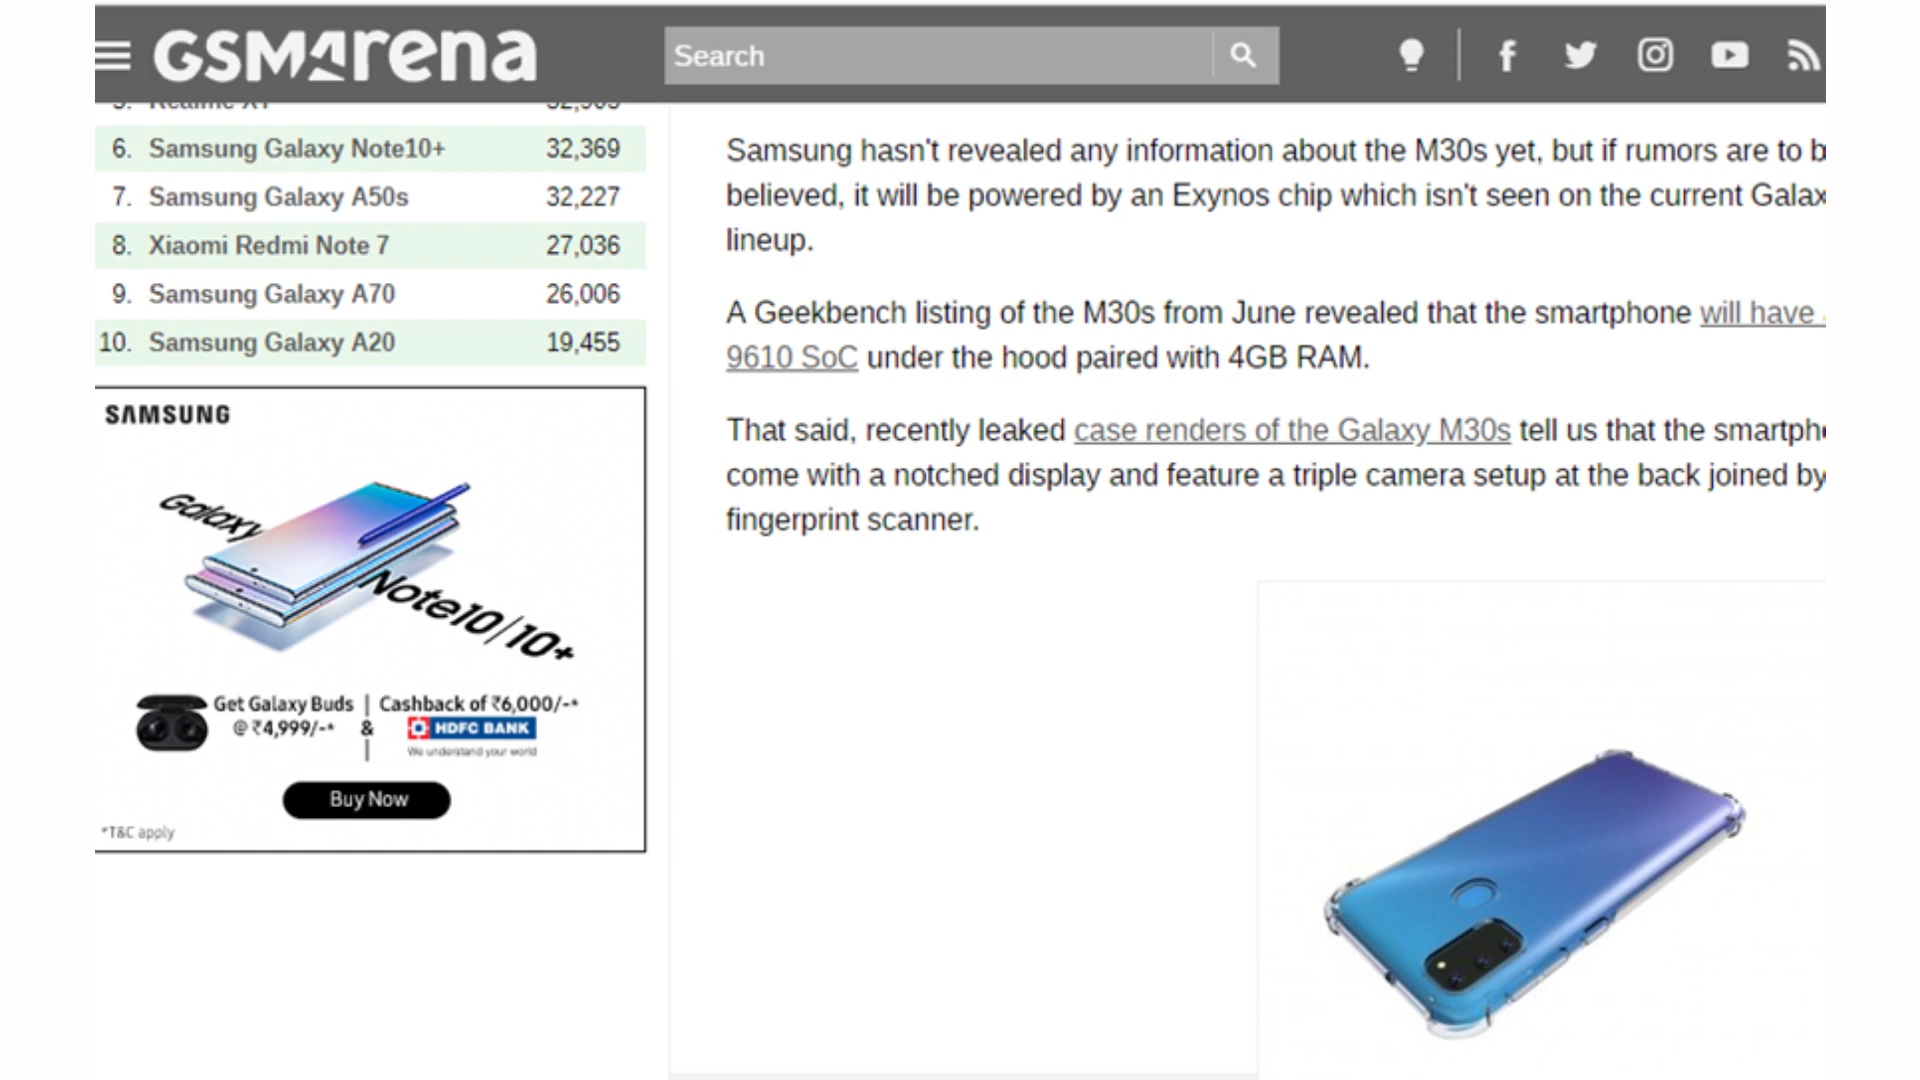 GSMArena
Search
6. Samsung Galaxy Note10+ 32,369
7. Samsung Galaxy A50s 32,227
8. Xiaomi Redmi Note 7 27,036
9. Samsung Galaxy A70 26,006
10. Samsung Galaxy A20 19,455
SAMSUNG
Galaxy
Note10/10+
Get Galaxy Buds | Cashback of ₹6,000/-*
@ ₹4,999/-* & HDFC BANK
We understand your world
Buy Now
*T&C apply
Samsung hasn't revealed any information about the M30s yet, but if rumors are to b
believed, it will be powered by an Exynos chip which isn't seen on the current Galax
lineup.
A Geekbench listing of the M30s from June revealed that the smartphone will have
9610 SoC under the hood paired with 4GB RAM.
That said, recently leaked case renders of the Galaxy M30s tell us that the smartph
come with a notched display and feature a triple camera setup at the back joined by
fingerprint scanner.